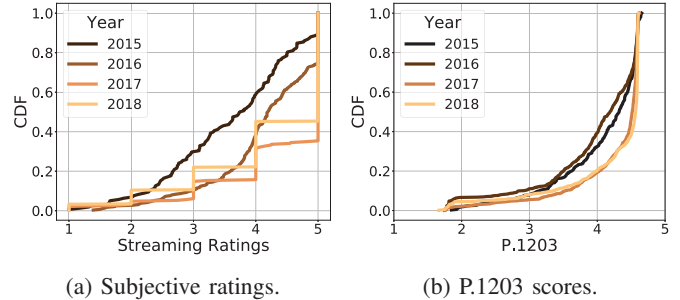 Year
2015
2016
2017
2018
CDF
1.0
0.8
0.6
0.4
0.2
0.0
1 2 3 4 5
Streaming Ratings
(a) Subjective ratings.
Year
2015
2016
2017
2018
CDF
1.0
0.8
0.6
0.4
0.2
0.0
1 2 3 4 5
P.1203
(b) P.1203 scores.